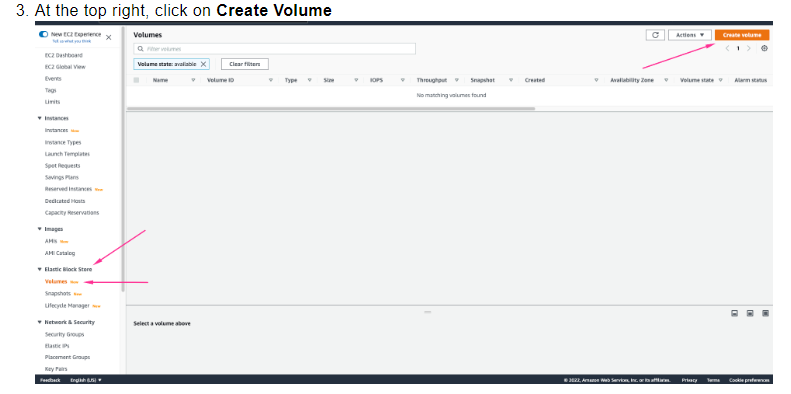 3. At the top right, click on Create Volume
New EC2 Experience
Tell us what you think
EC2 Dashboard
EC2 Global View
Events
Tags
Limits
Instances
Instances New
Instance Types
Launch Templates
Spot Requests
Savings Plans
Reserved Instances New
Dedicated Hosts
Capacity Reservations
Images
AMIs New
AMI Catalog
Elastic Block Store
Volumes New
Snapshots New
Lifecycle Manager New
Network & Security
Security Groups
Elastic IPs
Placement Groups
Key Pairs
Volumes
Actions
Create volume
Filter volumes
1
Volume state: available X
Clear filters
Name Volume ID Type Size IOPS Throughput Snapshot Created Availability Zone Volume state Alarm status
No matching volumes found
Select a volume above
Feedback English (US) © 2022, Amazon Web Services, Inc. or its affiliates. Privacy Terms Cookie preferences